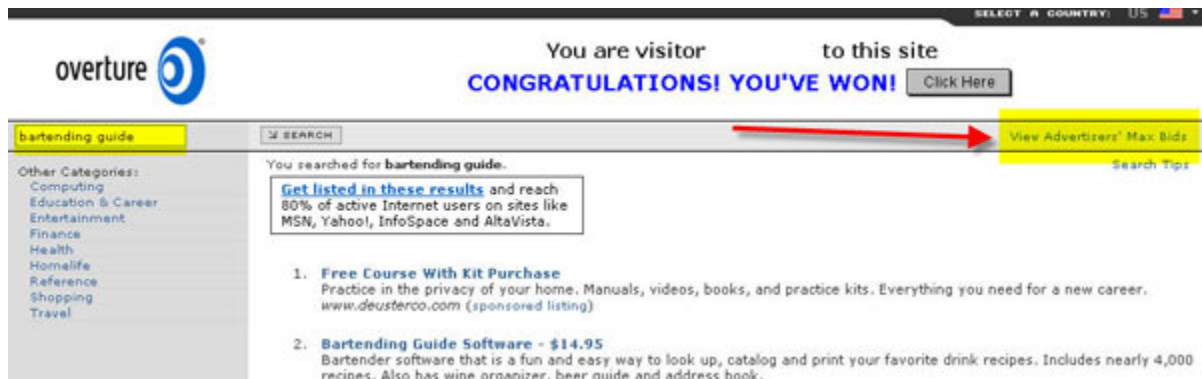 SELECT A COUNTRY: US
overture
You are visitor to this site
CONGRATULATIONS! YOU'VE WON! Click Here
bartending guide
SEARCH
View Advertisers' Max Bids
Search Tips
Other Categories:
Computing
Education & Career
Entertainment
Finance
Health
Homelife
Reference
Shopping
Travel
You searched for bartending guide.
Get listed in these results and reach
80% of active Internet users on sites like
MSN, Yahoo!, InfoSpace and AltaVista.
1. Free Course With Kit Purchase
Practice in the privacy of your home. Manuals, videos, books, and practice kits. Everything you need for a new career.
www.deusterco.com (sponsored listing)
2. Bartending Guide Software - $14.95
Bartender software that is a fun and easy way to look up, catalog and print your favorite drink recipes. Includes nearly 4,000
recipes. Also has wine organizer, beer guide and address book.